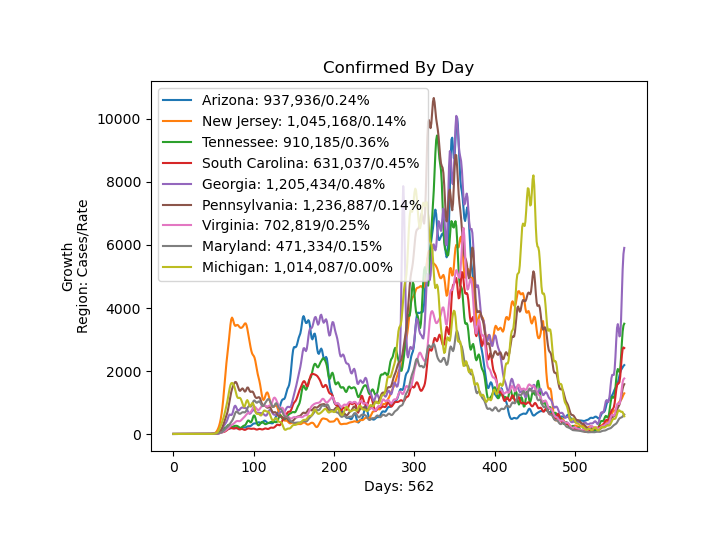 Confirmed By Day
Growth
Region: Cases/Rate
10000
8000
6000
4000
2000
0
Arizona: 937,936/0.24%
New Jersey: 1,045,168/0.14%
Tennessee: 910,185/0.36%
South Carolina: 631,037/0.45%
Georgia: 1,205,434/0.48%
Pennsylvania: 1,236,887/0.14%
Virginia: 702,819/0.25%
Maryland: 471,334/0.15%
Michigan: 1,014,087/0.00%
0 100 200 300 400 500
Days: 562